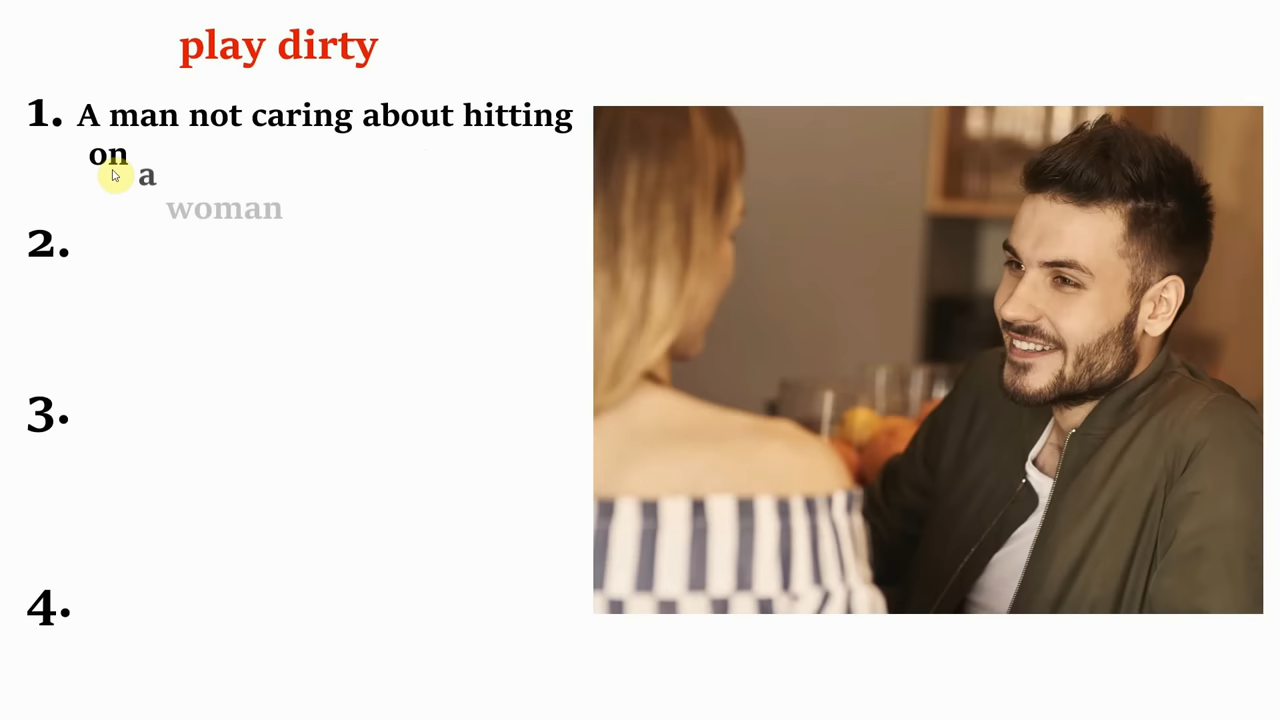 play dirty
1. A man not caring about hitting
on
a
woman
2.
3.
4.